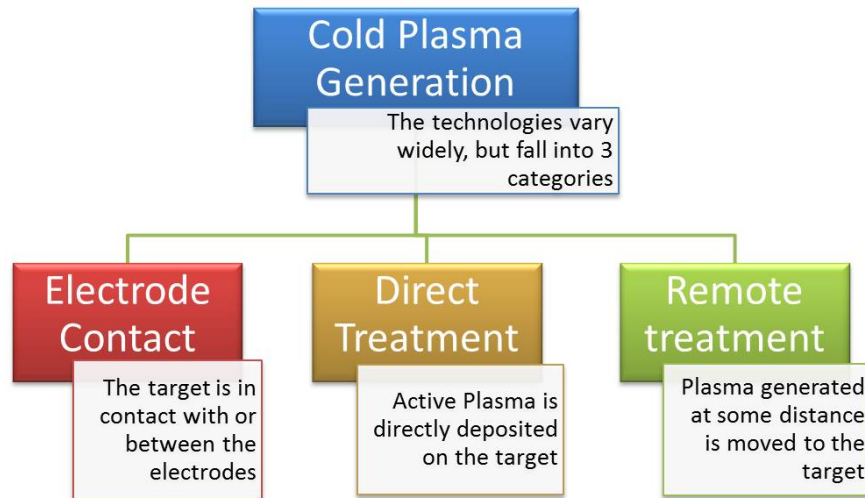 Cold Plasma
Generation
The technologies vary
widely, but fall into 3
categories
Electrode
Contact
The target is in
contact with or
between the
electrodes
Direct
Treatment
Active Plasma is
directly deposited
on the target
Remote
treatment
Plasma generated
at some distance
is moved to the
target